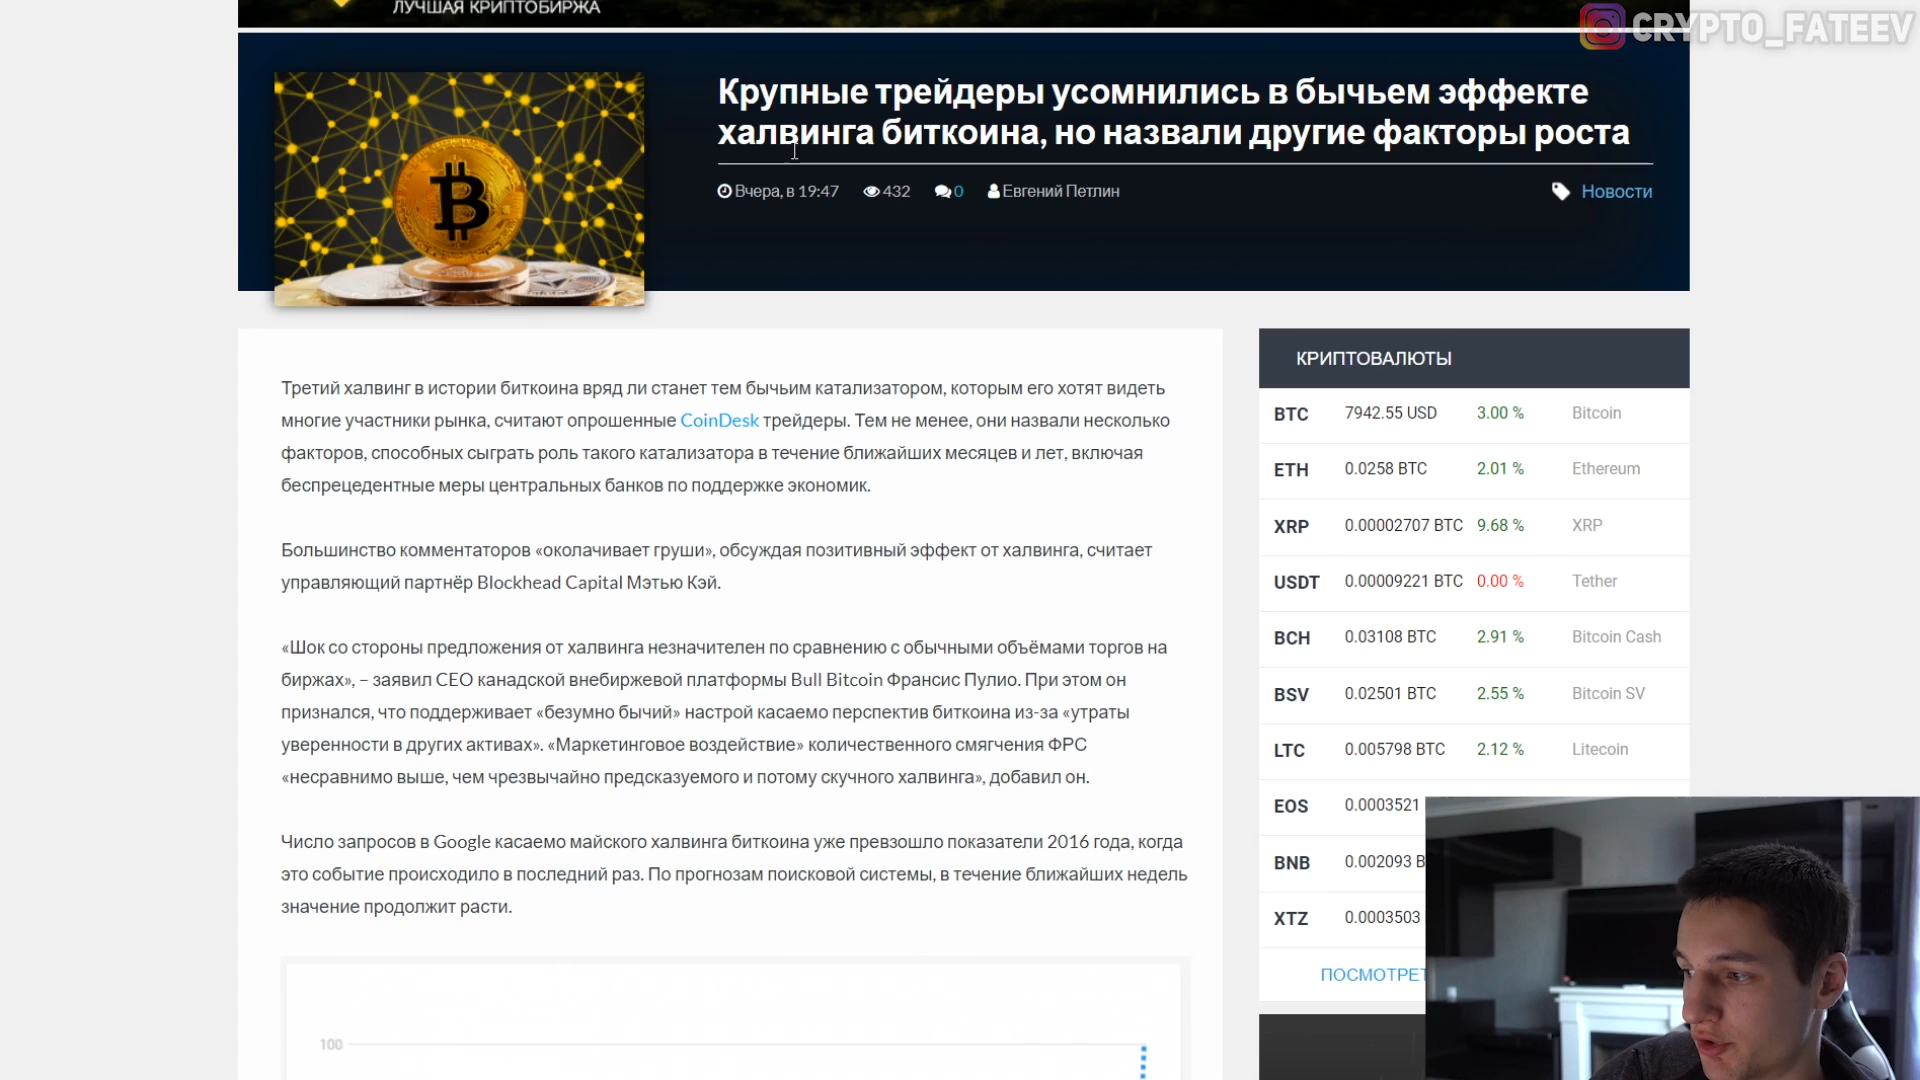 ЛУЧШАЯ КРИПТОБИРЖА
CRYPTO_FATEEV
Крупные трейдеры усомнились в бычьем эффекте
халвинга биткоина, но назвали другие факторы роста
Вчера, в 19:47 432 0 Евгений Петлин Новости
Третий халвинг в истории биткоина вряд ли станет тем бычьим катализатором, которым его хотят видеть
многие участники рынка, считают опрошенные CoinDesk трейдеры. Тем не менее, они назвали несколько
факторов, способных сыграть роль такого катализатора в течение ближайших месяцев и лет, включая
беспрецедентные меры центральных банков по поддержке экономик.
Большинство комментаторов «околачивает груши», обсуждая позитивный эффект от халвинга, считает
управляющий партнёр Blockhead Capital Мэтью Кэй.
«Шок со стороны предложения от халвинга незначителен по сравнению с обычными объёмами торгов на
биржах», – заявил CEO канадской внебиржевой платформы Bull Bitcoin Франсис Пулио. При этом он
признался, что поддерживает «безумно бычий» настрой касаемо перспектив биткоина из-за «утраты
уверенности в других активах». «Маркетинговое воздействие» количественного смягчения ФРС
«несравнимо выше, чем чрезвычайно предсказуемого и потому скучного халвинга», добавил он.
Число запросов в Google касаемо майского халвинга биткоина уже превзошло показатели 2016 года, когда
это событие происходило в последний раз. По прогнозам поисковой системы, в течение ближайших недель
значение продолжит расти.
100
КРИПТОВАЛЮТЫ
BTC 7942.55 USD 3.00 % Bitcoin
ETH 0.0258 BTC 2.01 % Ethereum
XRP 0.00002707 BTC 9.68 % XRP
USDT 0.00009221 BTC 0.00 % Tether
BCH 0.03108 BTC 2.91 % Bitcoin Cash
BSV 0.02501 BTC 2.55 % Bitcoin SV
LTC 0.005798 BTC 2.12 % Litecoin
EOS 0.0003521
BNB 0.002093 B
XTZ 0.0003503
ПОСМОТРЕТ